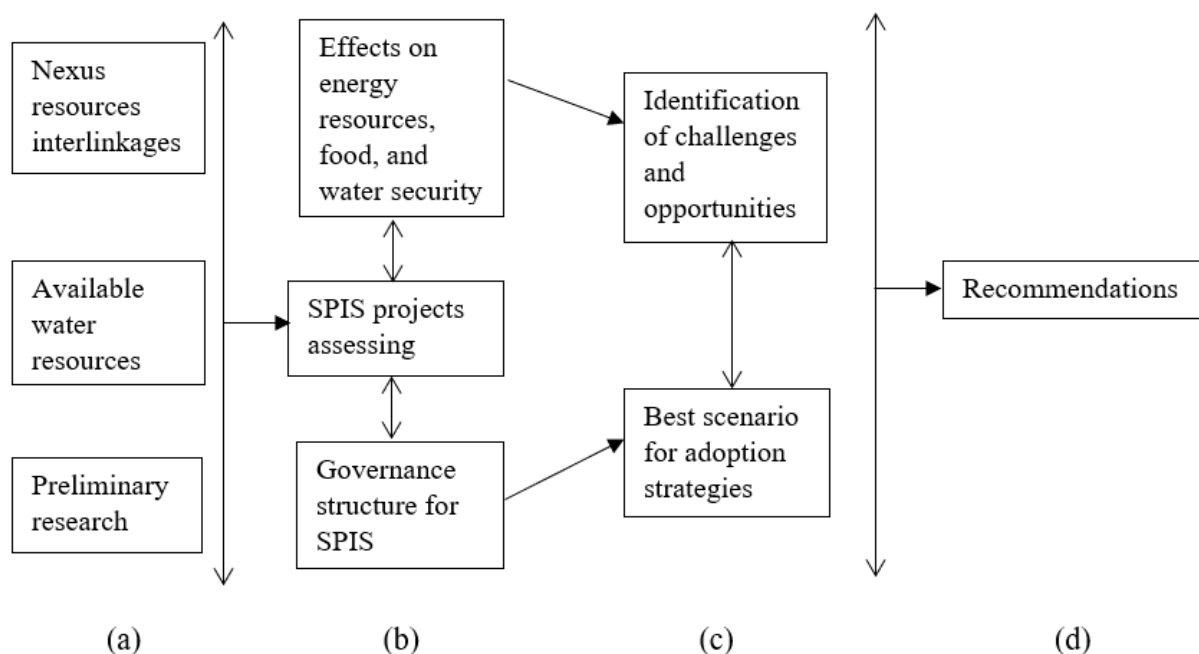 Nexus
resources
interlinkages
Available
water
resources
Preliminary
research
Effects on
energy
resources,
food, and
water security
SPIS projects
assessing
Governance
structure for
SPIS
Identification
of challenges
and
opportunities
Best scenario
for adoption
strategies
Recommendations
(a)
(b)
(c)
(d)